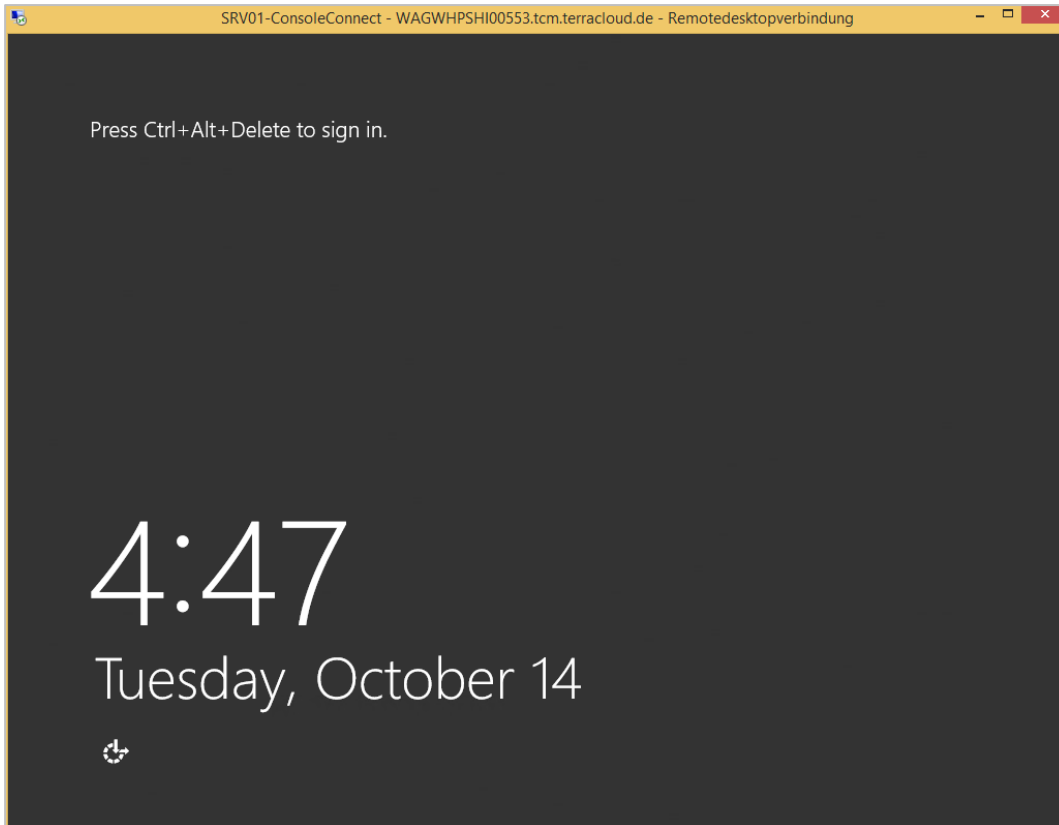 SRV01-ConsoleConnect - WAGWHPSHI00553.tcm.terracloud.de - Remotedesktopverbindung
Press Ctrl+Alt+Delete to sign in.
4:47
Tuesday, October 14